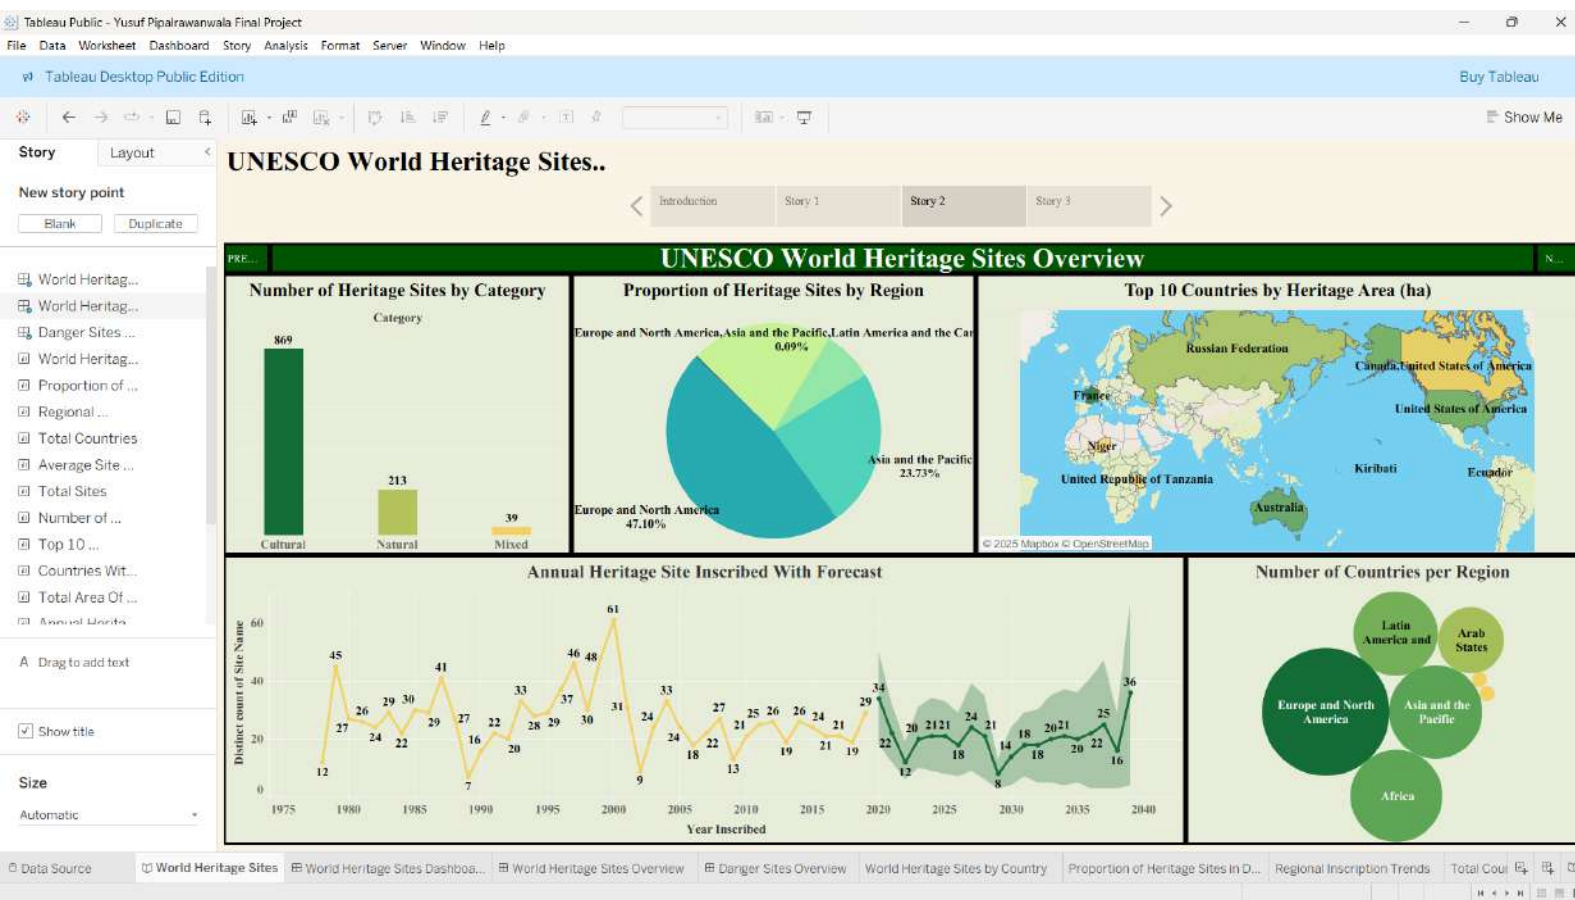 Tableau Public - Yusuf Pipalrawanwala Final Project
File Data Worksheet Dashboard Story Analysis Format Server Window Help
Tableau Desktop Public Edition
Buy Tableau
Show Me
Story Layout
New story point
Blank Duplicate
World Heritag...
World Heritag...
Danger Sites ...
World Heritag...
Proportion of ...
Regional ...
Total Countries
Average Site ...
Total Sites
Number of ...
Top 10 ...
Countries Wit...
Total Area Of ...
Annual Herita
A Drag to add text
Show title
Size
Automatic
UNESCO World Heritage Sites..
Introduction Story 1 Story 2 Story 3
PRE... UNESCO World Heritage Sites Overview N...
Number of Heritage Sites by Category
Category
869
213
39
Cultural Natural Mixed
Proportion of Heritage Sites by Region
Europe and North America,Asia and the Pacific,Latin America and the Car
0.09%
Asia and the Pacific
23.73%
Europe and North America
47.10%
Top 10 Countries by Heritage Area (ha)
Russian Federation
Canada,United States of America
France
United States of America
Niger
Kiribati
Ecuador
United Republic of Tanzania
Australia
© 2025 Mapbox © OpenStreetMap
Annual Heritage Site Inscribed With Forecast
Distinct count of Site Name
60
40
20
0
12 45 27 26 24 29 30 22 29 41 27 7 16 22 20 33 28 29 37 46 30 48 61 31 9 24 33 24 18 22 27 13 21 25 26 19 26 24 21 21 19 29
34 22 12 20 21 21 18 24 21 8 14 18 18 20 21 20 22 25 16 36
1975 1980 1985 1990 1995 2000 2005 2010 2015 2020 2025 2030 2035 2040
Year Inscribed
Number of Countries per Region
Latin
America and
Arab
States
Europe and North
America
Asia and the
Pacific
Africa
Data Source World Heritage Sites World Heritage Sites Dashboa... World Heritage Sites Overview Danger Sites Overview World Heritage Sites by Country Proportion of Heritage Sites in D... Regional Inscription Trends Total Cou